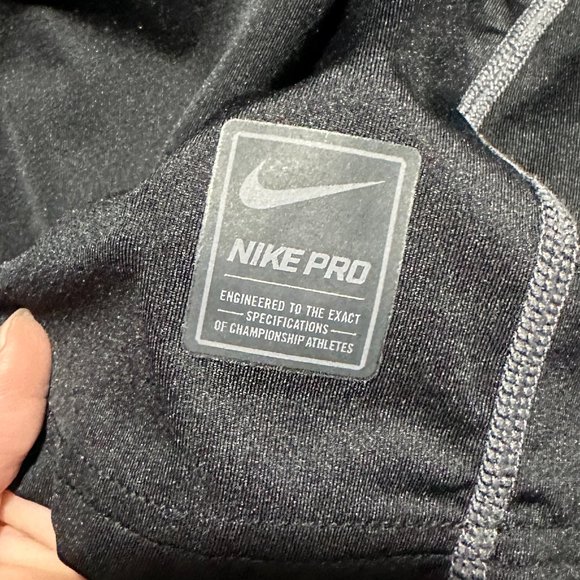 NIKE PRO
ENGINEERED TO THE EXACT
SPECIFICATIONS
OF CHAMPIONSHIP ATHLETES